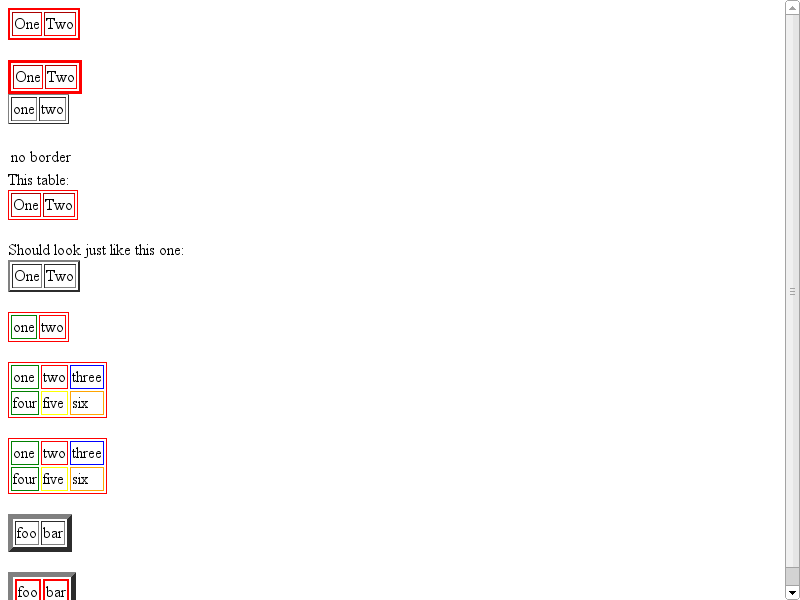 One Two
One Two
one two
no border
This table:
One Two
Should look just like this one:
One Two
one two
one two three
four five six
one two three
four five six
foo bar
foo bar